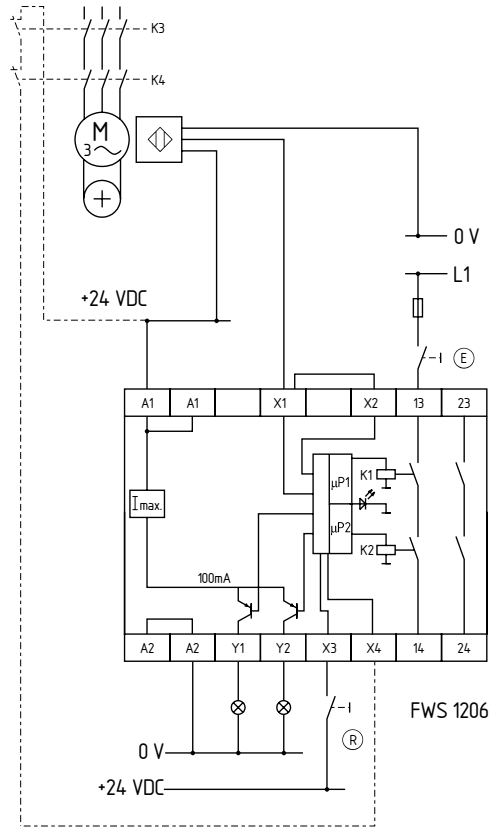 K3
K4
M
3
0 V
L1
+24 VDC
E
A1 A1 X1 X2 13 23
µP1
K1
I max.
µP2
K2
100mA
A2 A2 Y1 Y2 X3 X4 14 24
FWS 1206
R
0 V
+24 VDC